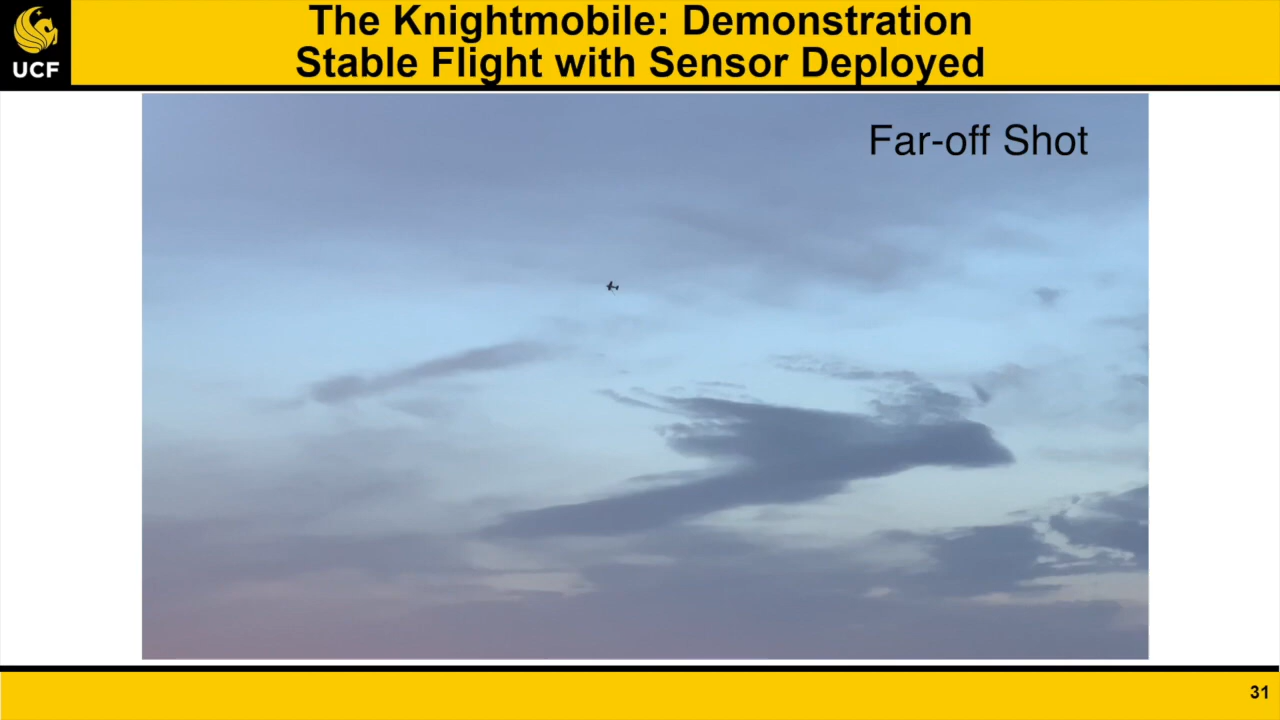 The Knightmobile: Demonstration
Stable Flight with Sensor Deployed
UCF
Far-off Shot
31